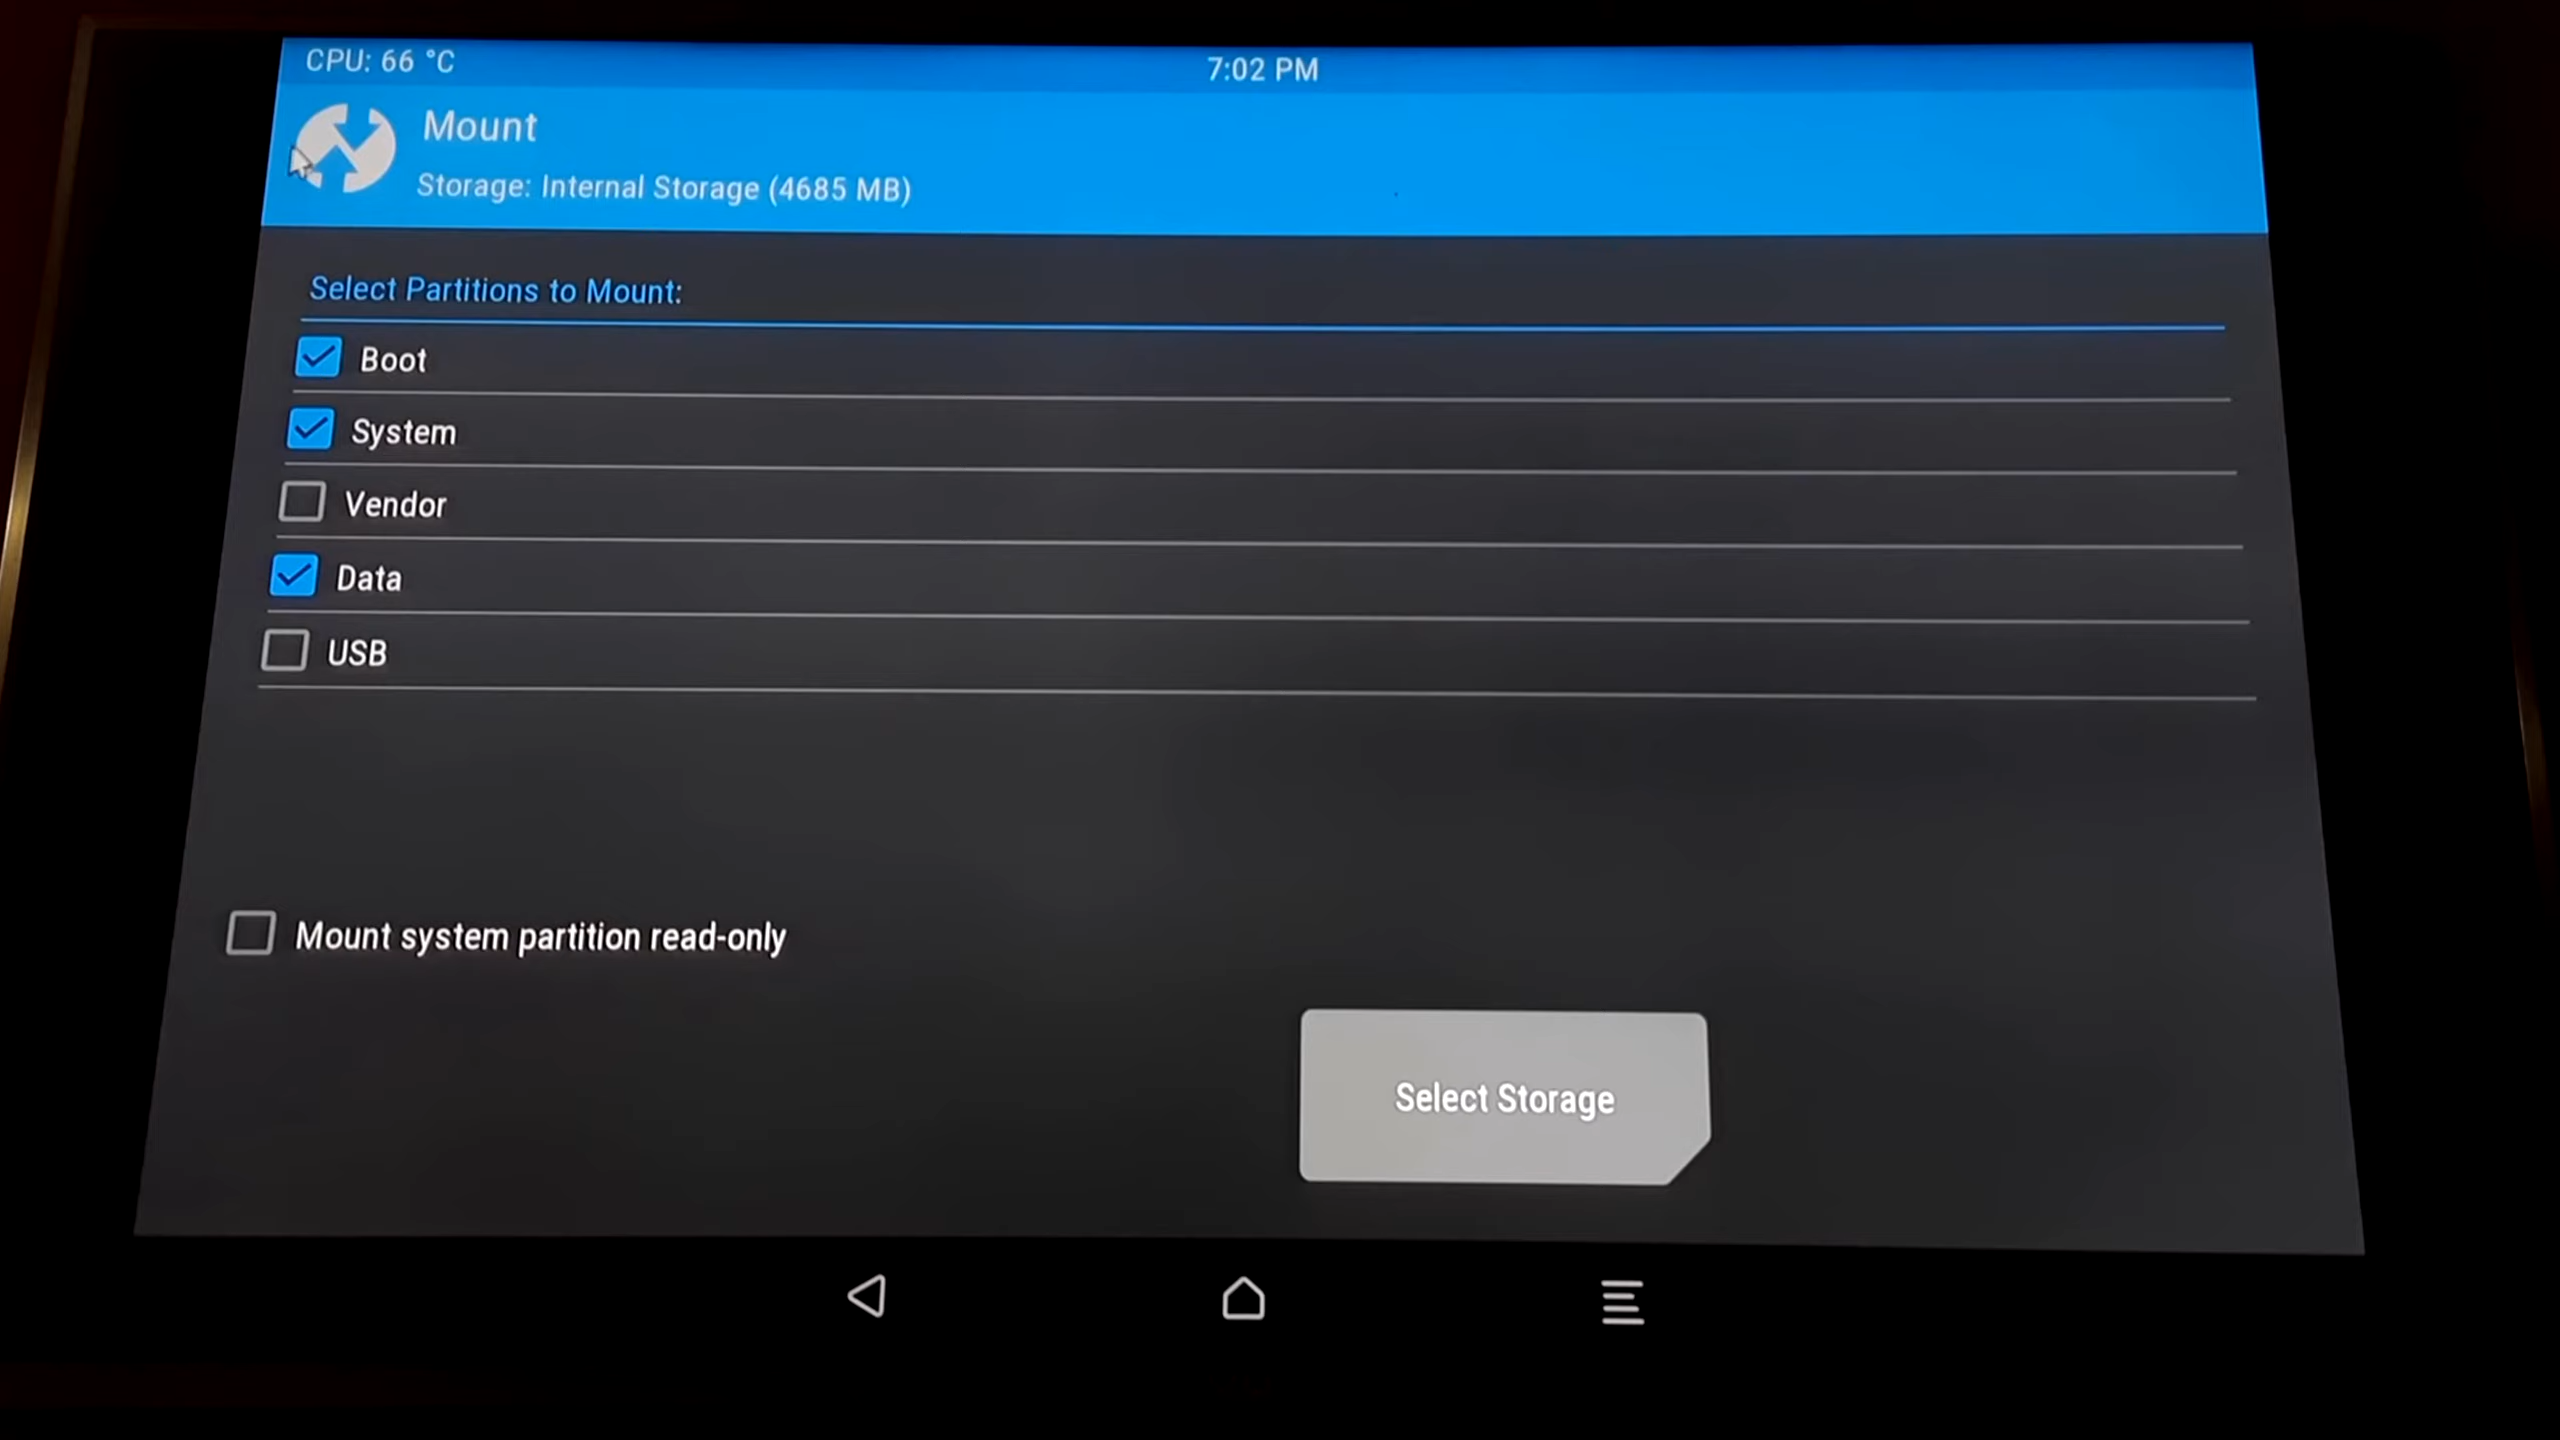 CPU: 66 °C
7:02 PM
Mount
Storage: Internal Storage (4685 MB)
Select Partitions to Mount:
Boot
System
Vendor
Data
USB
Mount system partition read-only
Select Storage